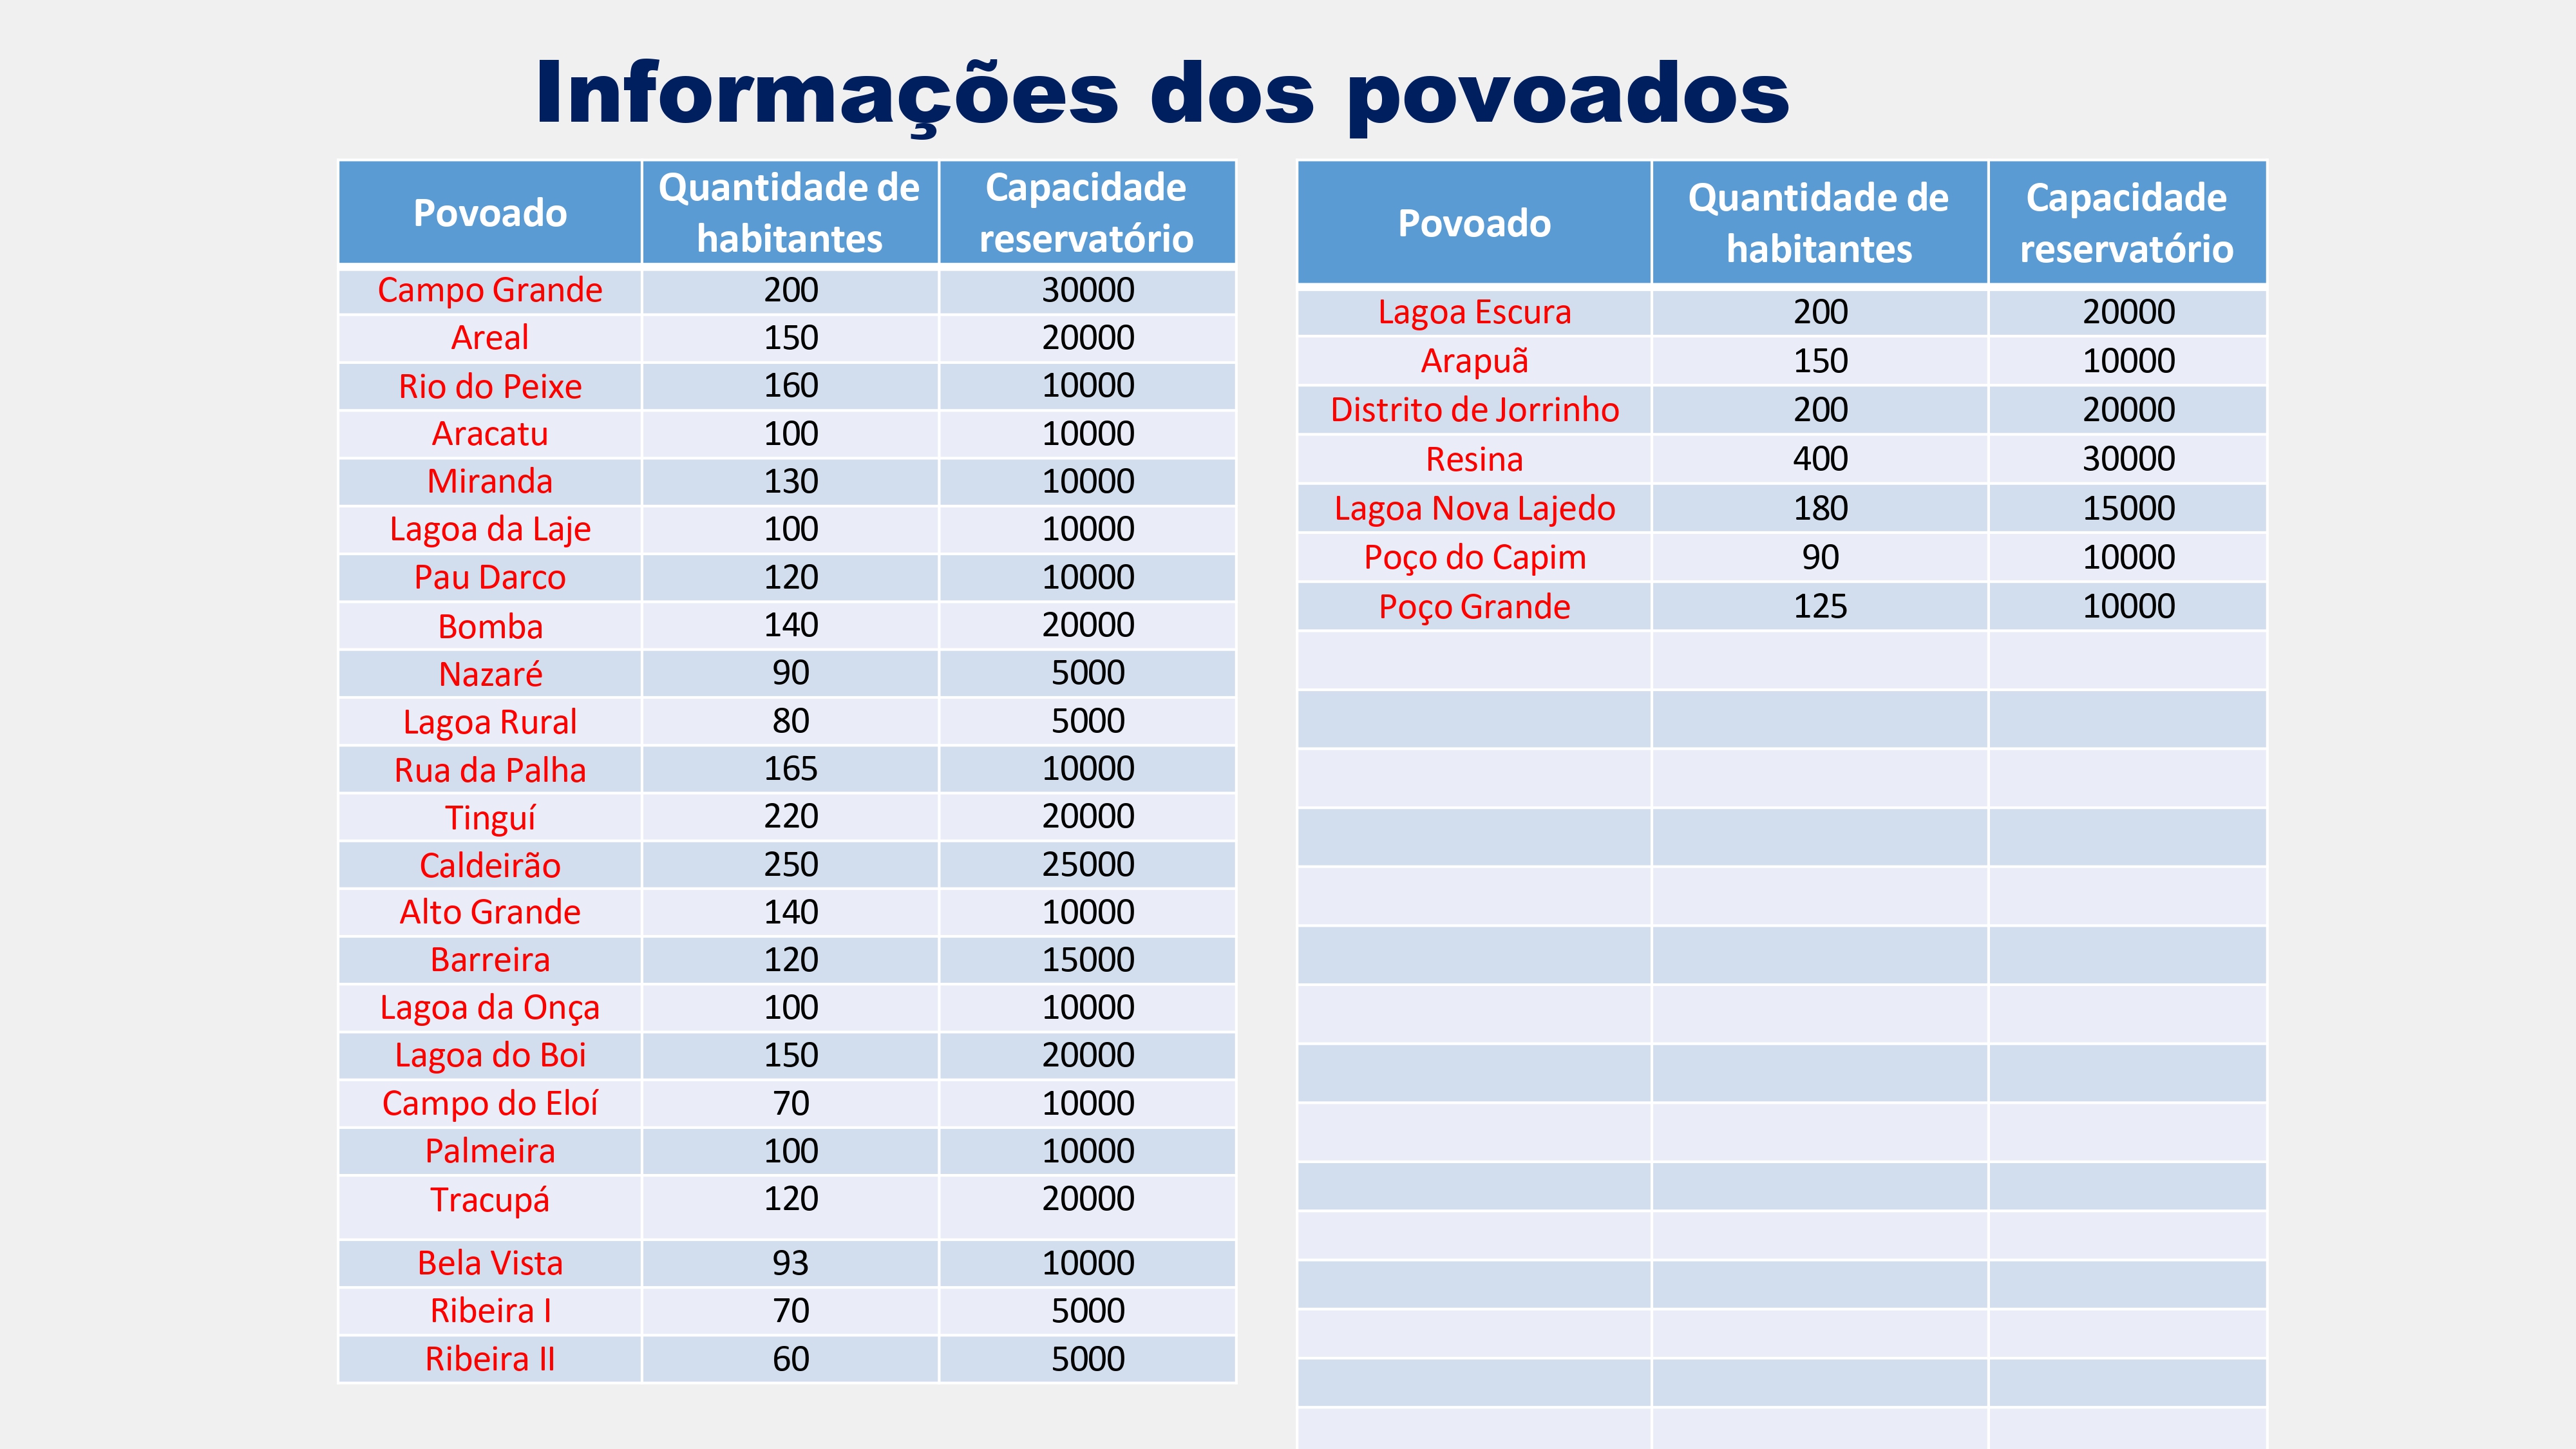 Informações dos povoados
Povoado Quantidade de habitantes Capacidade reservatório
Campo Grande 200 30000
Areal 150 20000
Rio do Peixe 160 10000
Aracatu 100 10000
Miranda 130 10000
Lagoa da Laje 100 10000
Pau Darco 120 10000
Bomba 140 20000
Nazaré 90 5000
Lagoa Rural 80 5000
Rua da Palha 165 10000
Tinguí 220 20000
Caldeirão 250 25000
Alto Grande 140 10000
Barreira 120 15000
Lagoa da Onça 100 10000
Lagoa do Boi 150 20000
Campo do Eloí 70 10000
Palmeira 100 10000
Tracupá 120 20000
Bela Vista 93 10000
Ribeira I 70 5000
Ribeira II 60 5000
Povoado Quantidade de habitantes Capacidade reservatório
Lagoa Escura 200 20000
Arapuã 150 10000
Distrito de Jorrinho 200 20000
Resina 400 30000
Lagoa Nova Lajedo 180 15000
Poço do Capim 90 10000
Poço Grande 125 10000